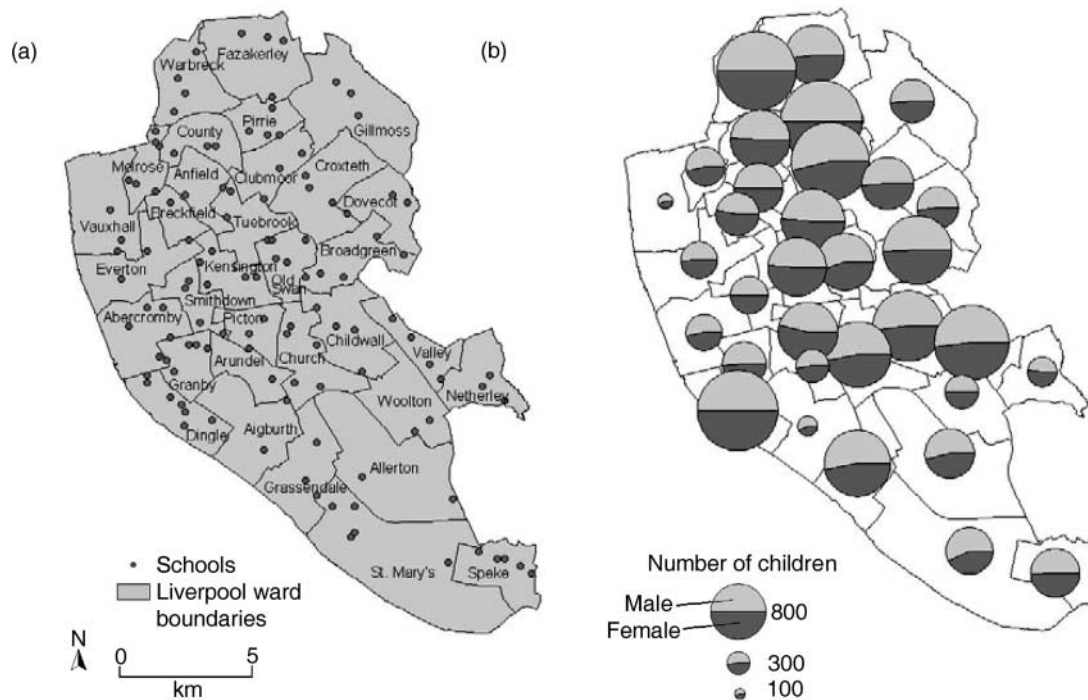 (a)
(b)
Fazakerley
Warbreck
Pirrie
Gillmoss
County
Melrose
Anfield
Clubmoor
Croxteth
Dovecot
Breckfield
Vauxhall
Tuebrook
Broadgreen
Everton
Kensington
Old
Swan
Smithdown
Abercromby
Picton
Childwall
Valley
Arundel
Church
Granby
Netherley
Woolton
Dingle
Aigburth
Allerton
Grassendale
St. Mary's
Speke
Schools
Liverpool ward
boundaries
N
0 5
km
Number of children
Male
Female
800
300
100